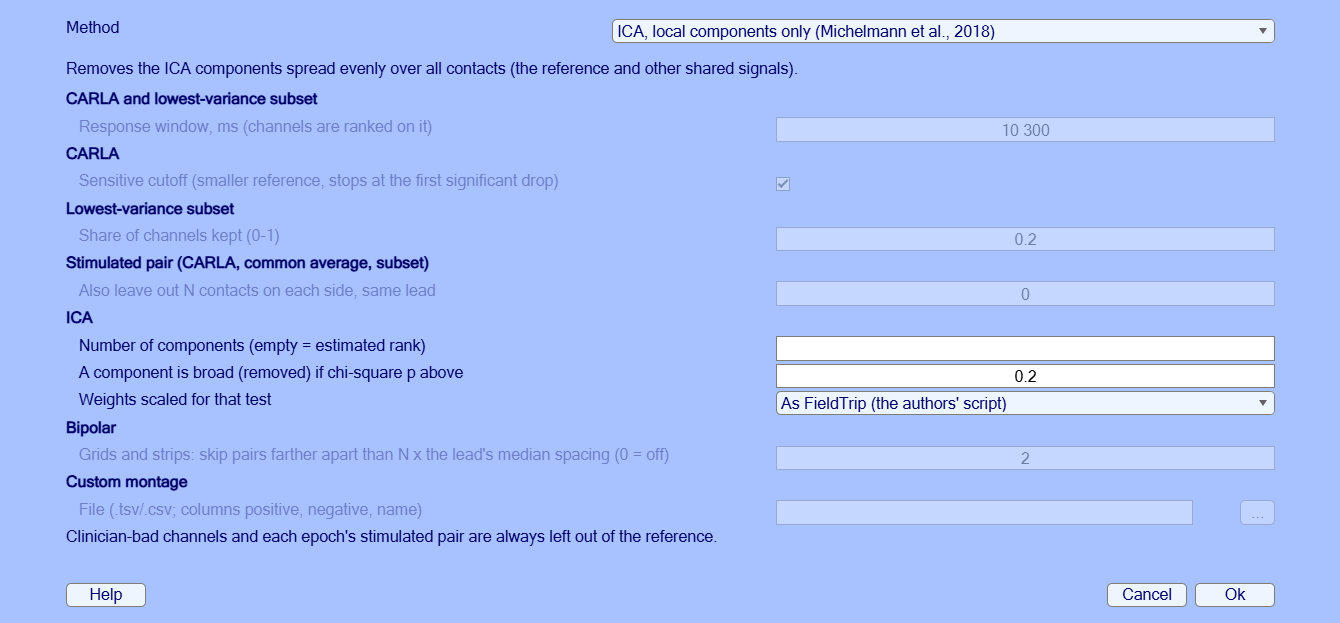 Method
ICA, local components only (Michelmann et al., 2018)
Removes the ICA components spread evenly over all contacts (the reference and other shared signals).
CARLA and lowest-variance subset
Response window, ms (channels are ranked on it)
10 300
CARLA
Sensitive cutoff (smaller reference, stops at the first significant drop)
Lowest-variance subset
Share of channels kept (0-1)
0.2
Stimulated pair (CARLA, common average, subset)
Also leave out N contacts on each side, same lead
0
ICA
Number of components (empty = estimated rank)
A component is broad (removed) if chi-square p above
0.2
Weights scaled for that test
As FieldTrip (the authors' script)
Bipolar
Grids and strips: skip pairs farther apart than N x the lead's median spacing (0 = off)
2
Custom montage
File (.tsv/.csv; columns positive, negative, name)
...
Clinician-bad channels and each epoch's stimulated pair are always left out of the reference.
Help
Cancel
Ok